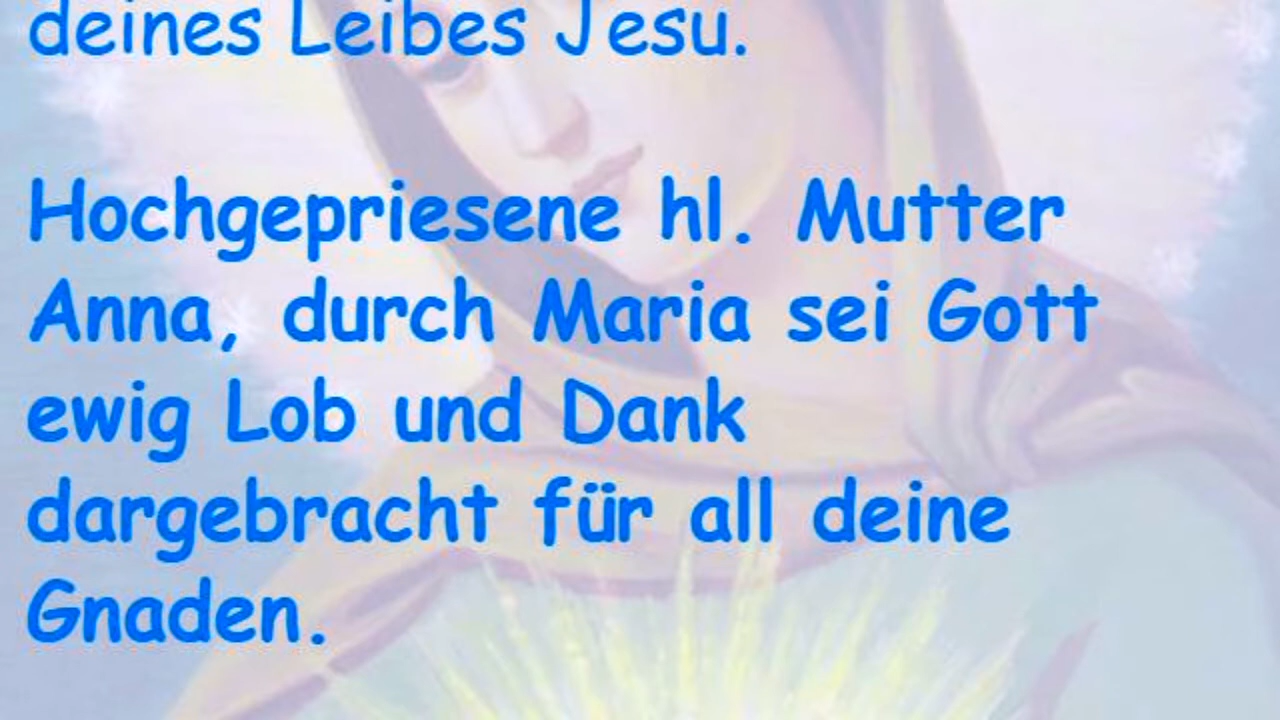 deines Leibes Jesu.
Hochgepriesene hl. Mutter
Anna, durch Maria sei Gott
ewig Lob und Dank
dargebracht für all deine
Gnaden.